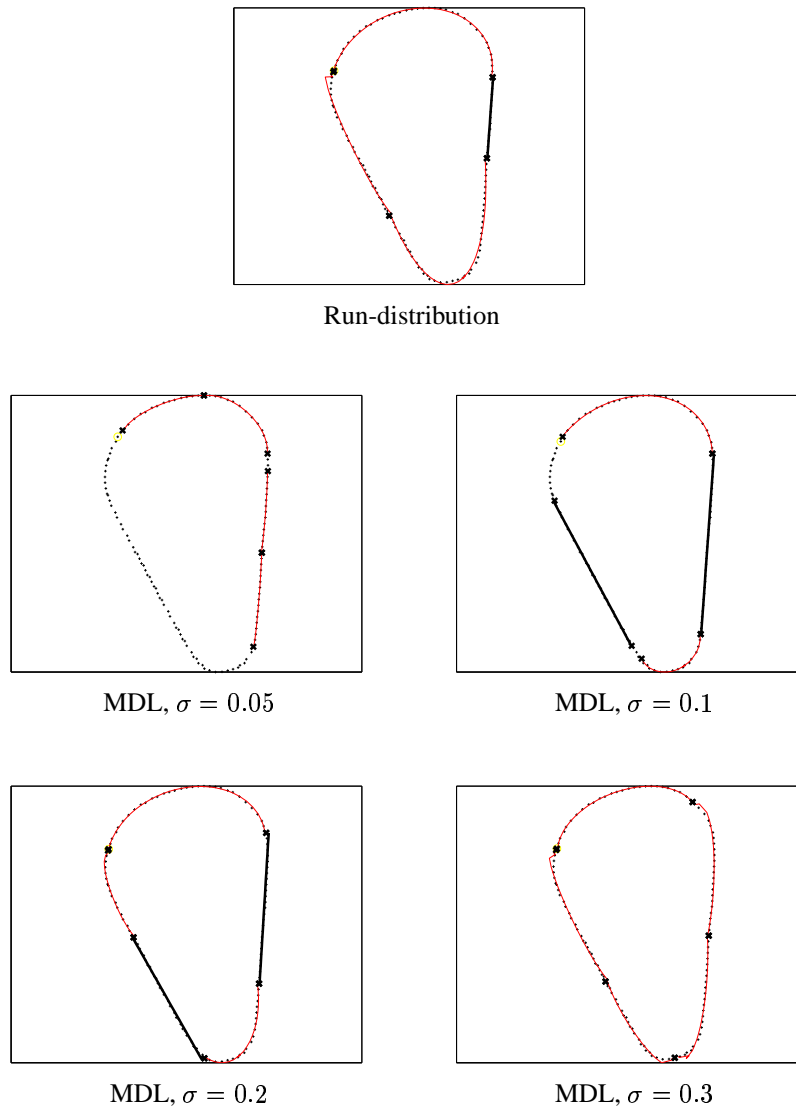 Run-distribution
MDL, σ = 0.05
MDL, σ = 0.1
MDL, σ = 0.2
MDL, σ = 0.3